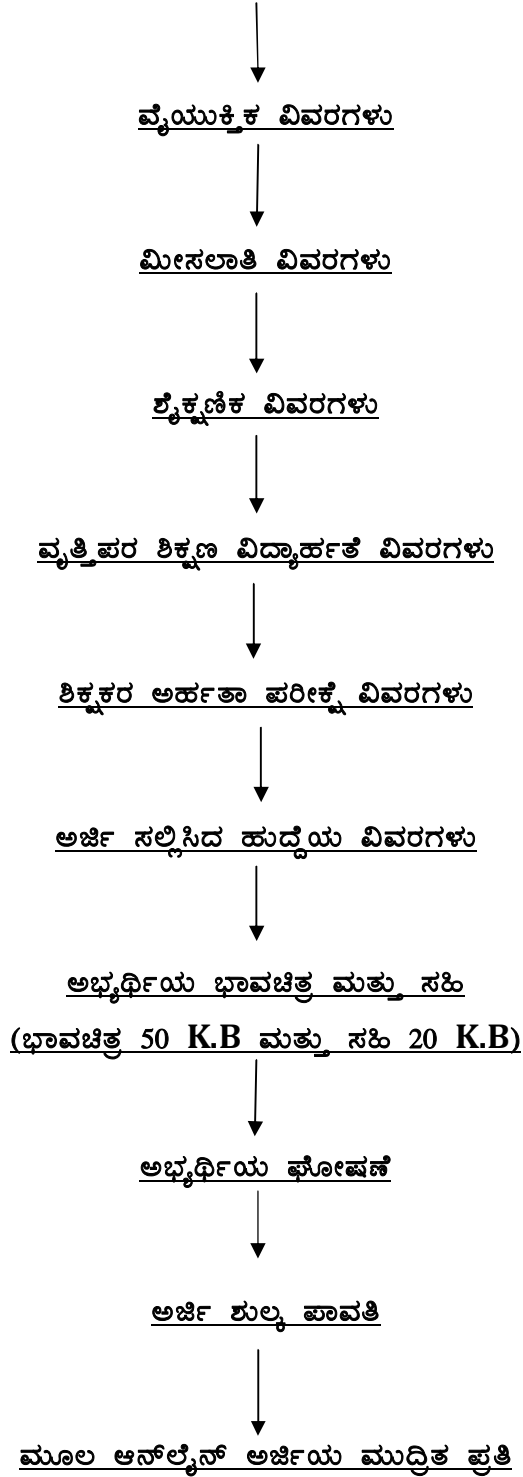 ವೈಯುಕ್ತಿಕ ವಿವರಗಳು
ಮೀಸಲಾತಿ ವಿವರಗಳು
ಶೈಕ್ಷಣಿಕ ವಿವರಗಳು
ವೃತ್ತಿಪರ ಶಿಕ್ಷಣ ವಿದ್ಯಾರ್ಹತೆ ವಿವರಗಳು
ಶಿಕ್ಷಕರ ಅರ್ಹತಾ ಪರೀಕ್ಷೆ ವಿವರಗಳು
ಅರ್ಜಿ ಸಲ್ಲಿಸಿದ ಹುದ್ದೆಯ ವಿವರಗಳು
ಅಭ್ಯರ್ಥಿಯ ಭಾವಚಿತ್ರ ಮತ್ತು ಸಹಿ
(ಭಾವಚಿತ್ರ 50 K.B ಮತ್ತು ಸಹಿ 20 K.B)
ಅಭ್ಯರ್ಥಿಯ ಘೋಷಣೆ
ಅರ್ಜಿ ಶುಲ್ಕ ಪಾವತಿ
ಮೂಲ ಆನ್‌ಲೈನ್ ಅರ್ಜಿಯ ಮುದ್ರಿತ ಪ್ರತಿ